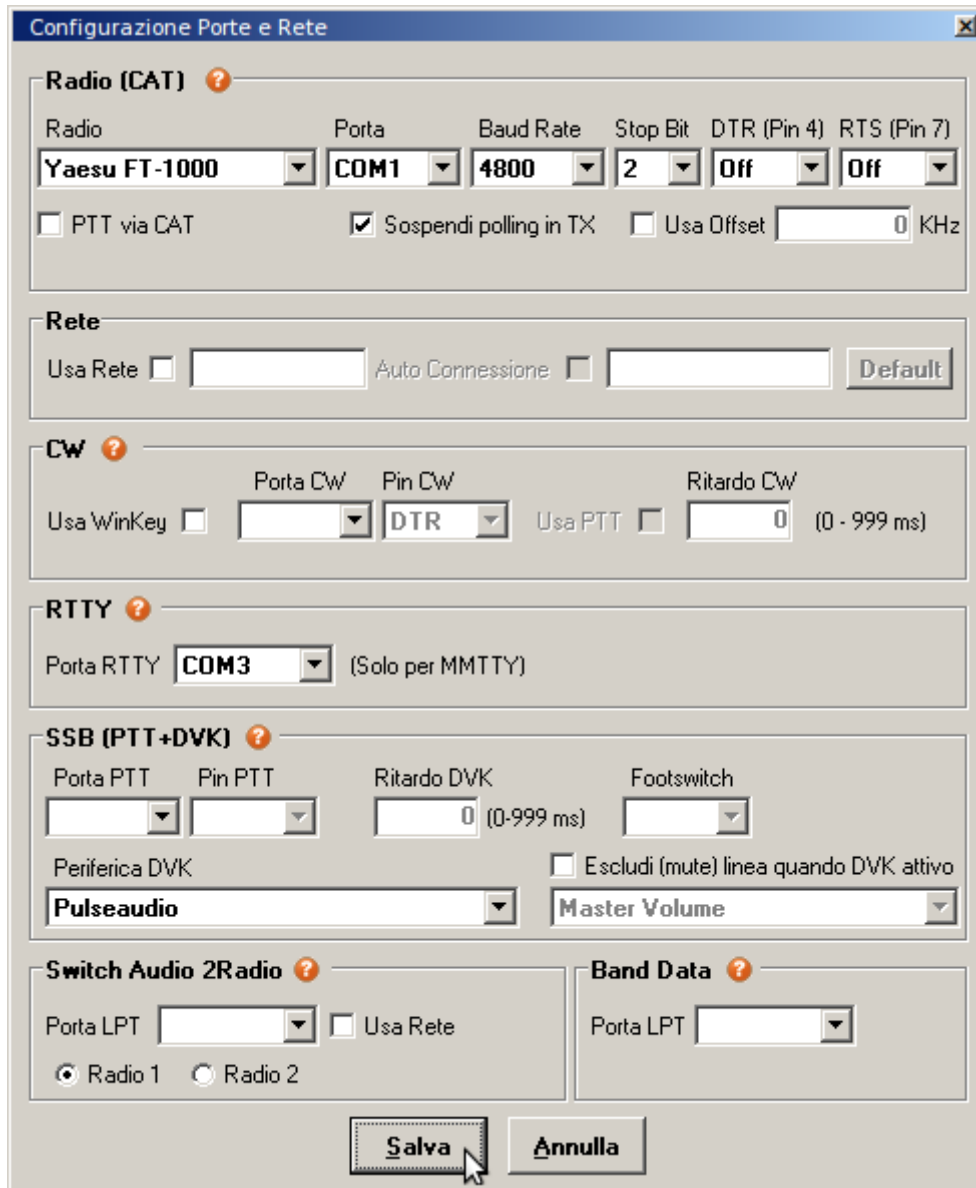 Configurazione Porte e Rete
Radio (CAT)
Radio Porta Baud Rate Stop Bit DTR (Pin 4) RTS (Pin 7)
Yaesu FT-1000 COM1 4800 2 Off Off
PTT via CAT Sospendi polling in TX Usa Offset 0 KHz
Rete
Usa Rete Auto Connessione Default
CW
Porta CW Pin CW Ritardo CW
Usa WinKey DTR Usa PTT 0 (0 - 999 ms)
RTTY
Porta RTTY COM3 (Solo per MMTTY)
SSB (PTT+DVK)
Porta PTT Pin PTT Ritardo DVK Footswitch
0 (0-999 ms)
Periferica DVK Escludi (mute) linea quando DVK attivo
Pulseaudio Master Volume
Switch Audio 2Radio Band Data
Porta LPT Usa Rete Porta LPT
Radio 1 Radio 2
Salva Annulla